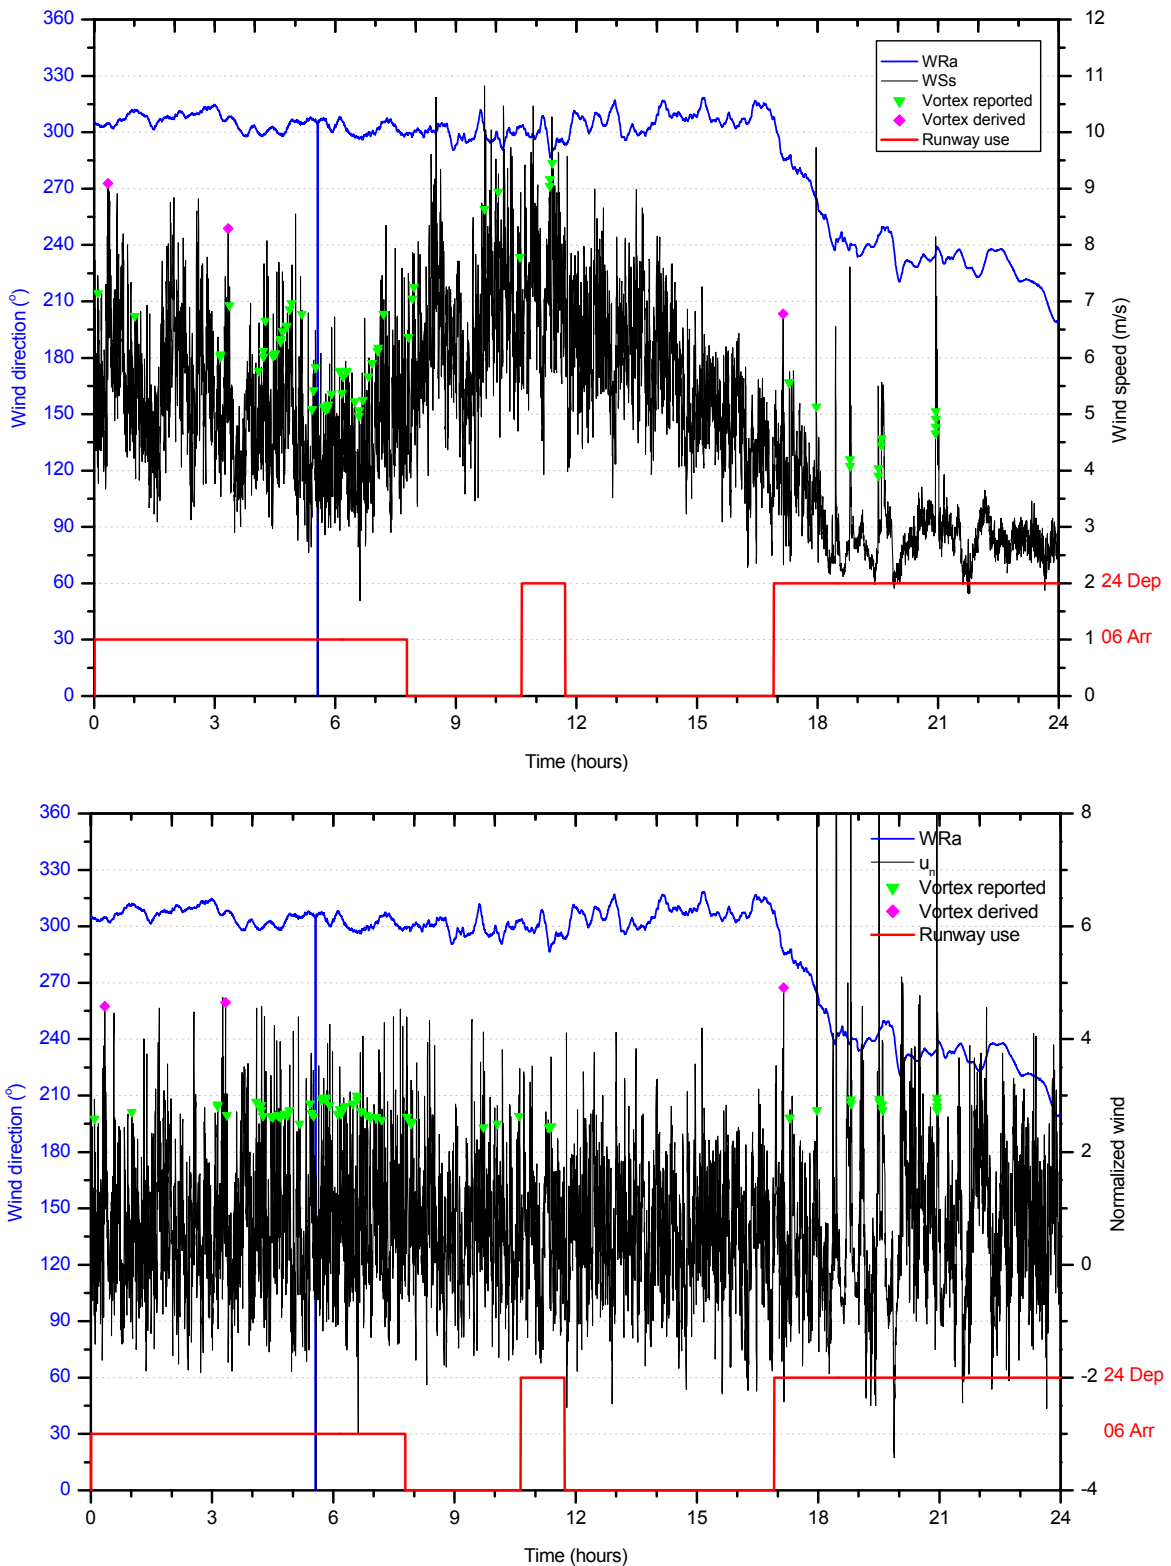 360
330
300
270
240
210
180
150
120
90
60
30
0
Wind direction (°)
12
11
10
9
8
7
6
5
4
3
2 24 Dep
1 06 Arr
0
Wind speed (m/s)
WRa
WSs
Vortex reported
Vortex derived
Runway use
0 3 6 9 12 15 18 21 24
Time (hours)
360
330
300
270
240
210
180
150
120
90
60
30
0
Wind direction (°)
8
6
4
2
0
-2 24 Dep
06 Arr
-4
Normalized wind
WRa
un
Vortex reported
Vortex derived
Runway use
0 3 6 9 12 15 18 21 24
Time (hours)